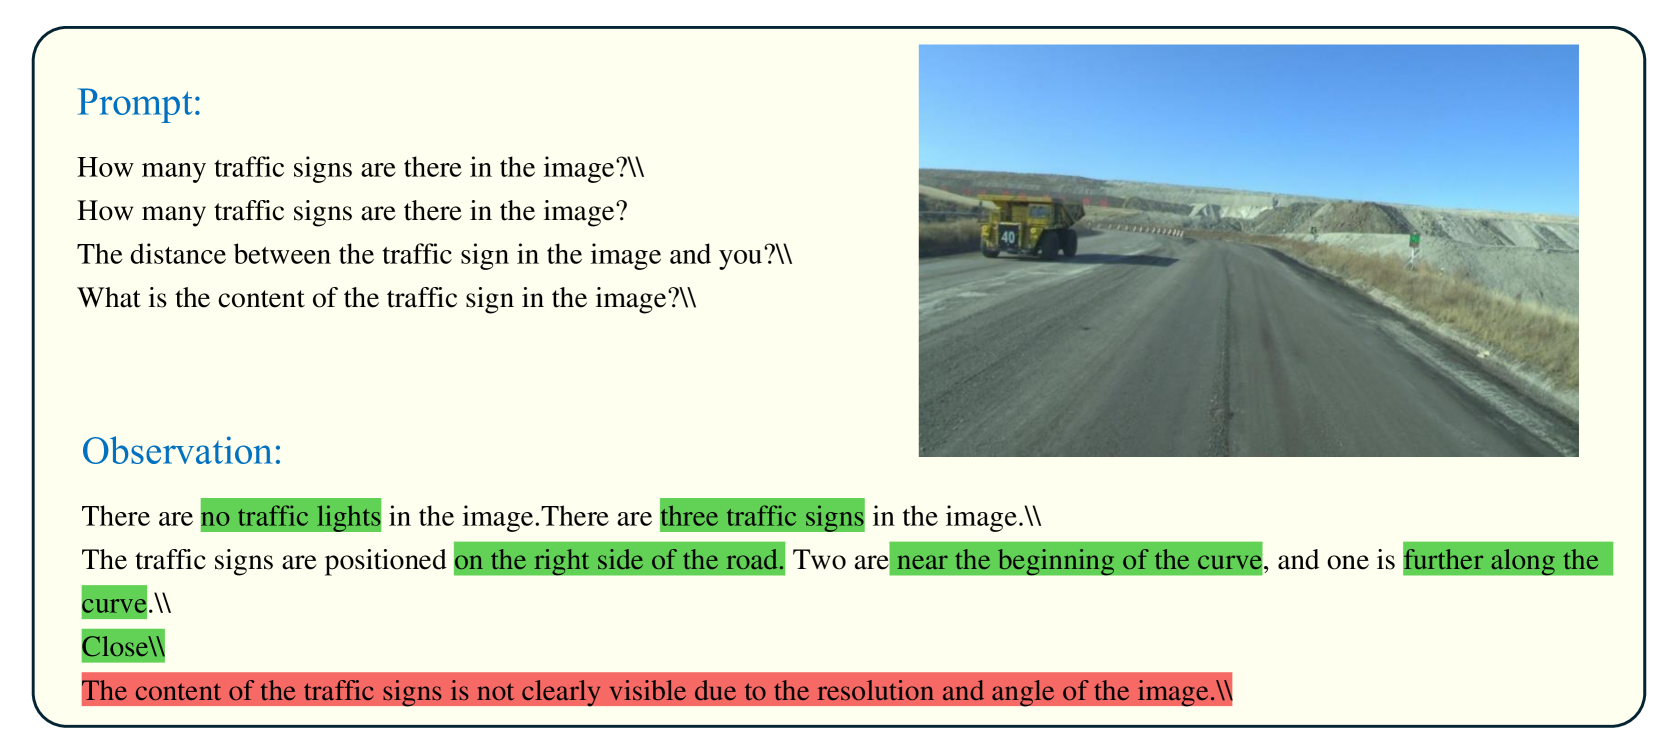 Prompt:
How many traffic signs are there in the image?\\
How many traffic signs are there in the image?
The distance between the traffic sign in the image and you?\\
What is the content of the traffic sign in the image?\\
40
Observation:
There are no traffic lights in the image.There are three traffic signs in the image.\\
The traffic signs are positioned on the right side of the road. Two are near the beginning of the curve, and one is further along the
curve.\\
Close\\
The content of the traffic signs is not clearly visible due to the resolution and angle of the image.\\